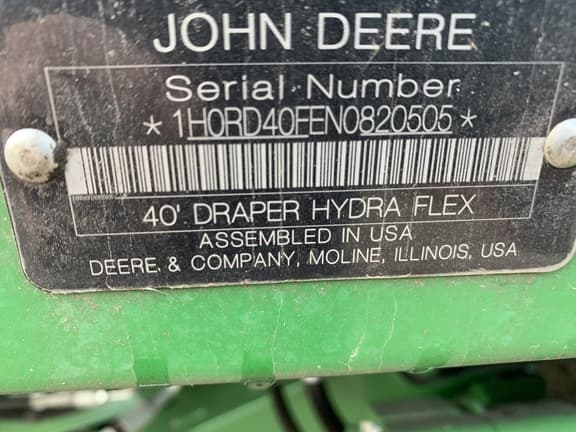 JOHN DEERE
Serial Number
*1H0RD40FEN0820505*
40' DRAPER HYDRA FLEX
ASSEMBLED IN USA
DEERE & COMPANY, MOLINE, ILLINOIS, USA